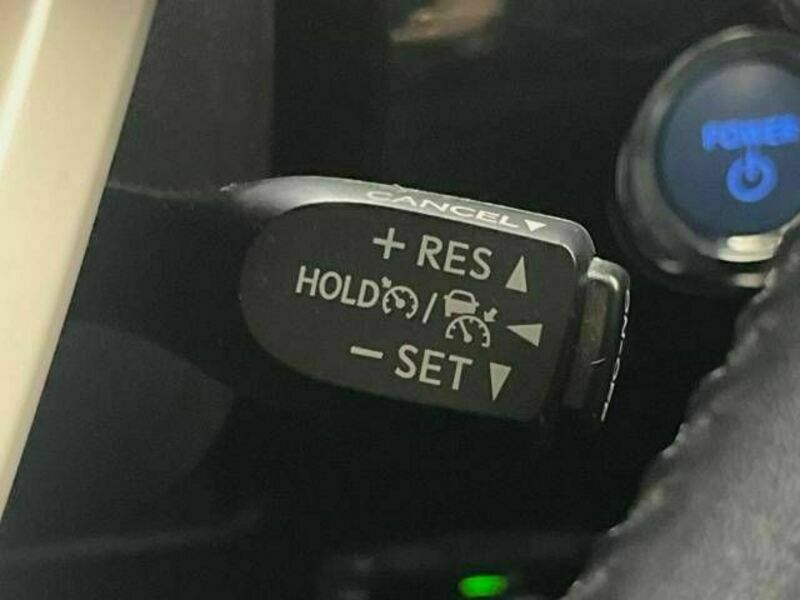 CANCEL▼
+ RES ▲
HOLD / ◀
− SET ▼
POWER